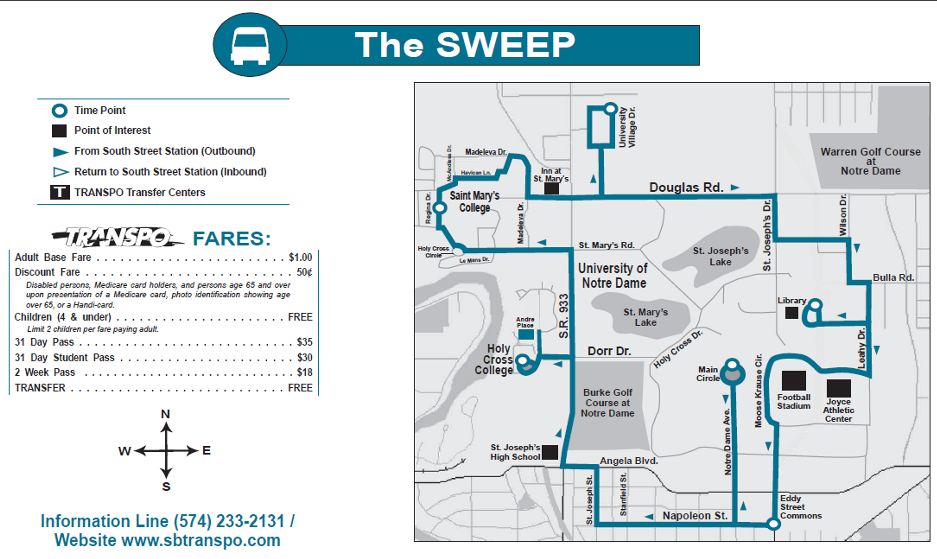 The SWEEP
Time Point
Point of Interest
From South Street Station (Outbound)
Return to South Street Station (Inbound)
T TRANSPO Transfer Centers
TRANSPO FARES:
Adult Base Fare . . . . . . . . . . . . . . . . . . . . . . . . . . . . . $1.00
Discount Fare . . . . . . . . . . . . . . . . . . . . . . . . . . . . . . . 50¢
Disabled persons, Medicare card holders, and persons age 65 and over
upon presentation of a Medicare card, photo identification showing age
over 65, or a Handi-card.
Children (4 & under) . . . . . . . . . . . . . . . . . . . . . . . . . FREE
Limit 2 children per fare paying adult.
31 Day Pass . . . . . . . . . . . . . . . . . . . . . . . . . . . . . . . . . $35
31 Day Student Pass . . . . . . . . . . . . . . . . . . . . . . . . . $30
2 Week Pass . . . . . . . . . . . . . . . . . . . . . . . . . . . . . . . . $18
TRANSFER . . . . . . . . . . . . . . . . . . . . . . . . . . . . . . . . . FREE
N
W E
S
Information Line (574) 233-2131 /
Website www.sbtranspo.com
University
Village Dr.
Madeleva Dr.
McAndless Dr.
Havican Ln.
Inn at
St. Mary's
Douglas Rd.
Warren Golf Course
at
Notre Dame
Regina Dr.
Saint Mary's
College
Madeleva Dr.
St. Joseph's Dr.
Wilson Dr.
Holy Cross
Circle
Le Mans Dr.
St. Mary's Rd.
St. Joseph's
Lake
University of
Notre Dame
Bulla Rd.
S.R. 933
St. Mary's
Lake
Library
Andre
Place
Holy
Cross
College
Dorr Dr.
Holy Cross Dr.
Leahy Dr.
Main
Circle
Moose Krause Cir.
Football
Stadium
Joyce
Athletic
Center
Burke Golf
Course at
Notre Dame
Notre Dame Ave.
St. Joseph's
High School
Angela Blvd.
St. Joseph St.
Stanfield St.
Napoleon St.
Eddy
Street
Commons